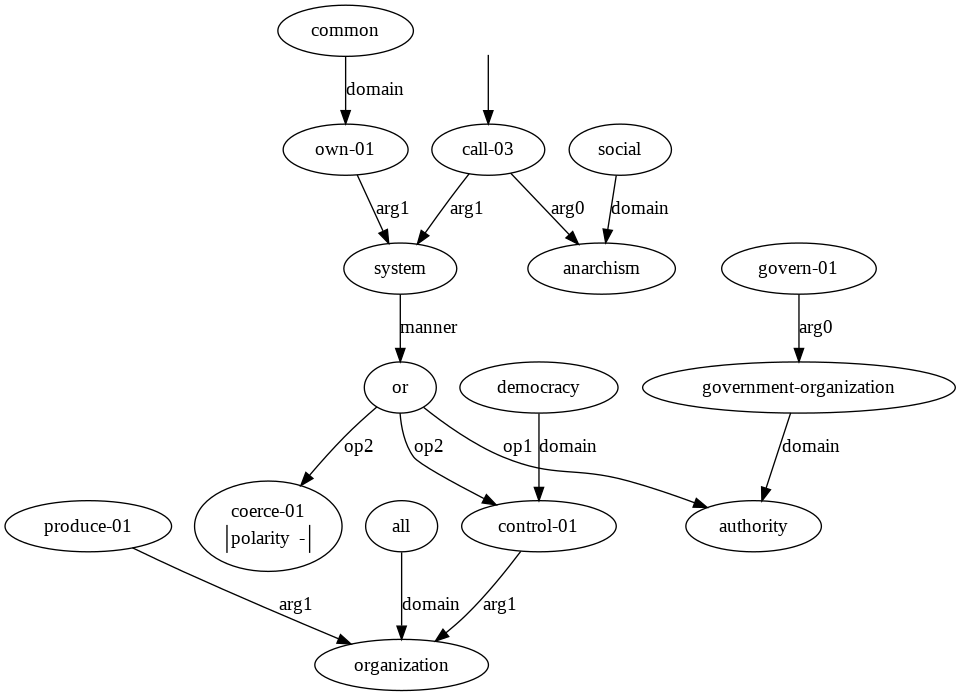 common
domain
own-01
call-03
social
arg1
arg1
arg0
domain
system
anarchism
govern-01
manner
arg0
or
democracy
government-organization
op2
op2
op1
domain
domain
produce-01
coerce-01
|polarity -|
all
control-01
authority
arg1
domain
arg1
organization